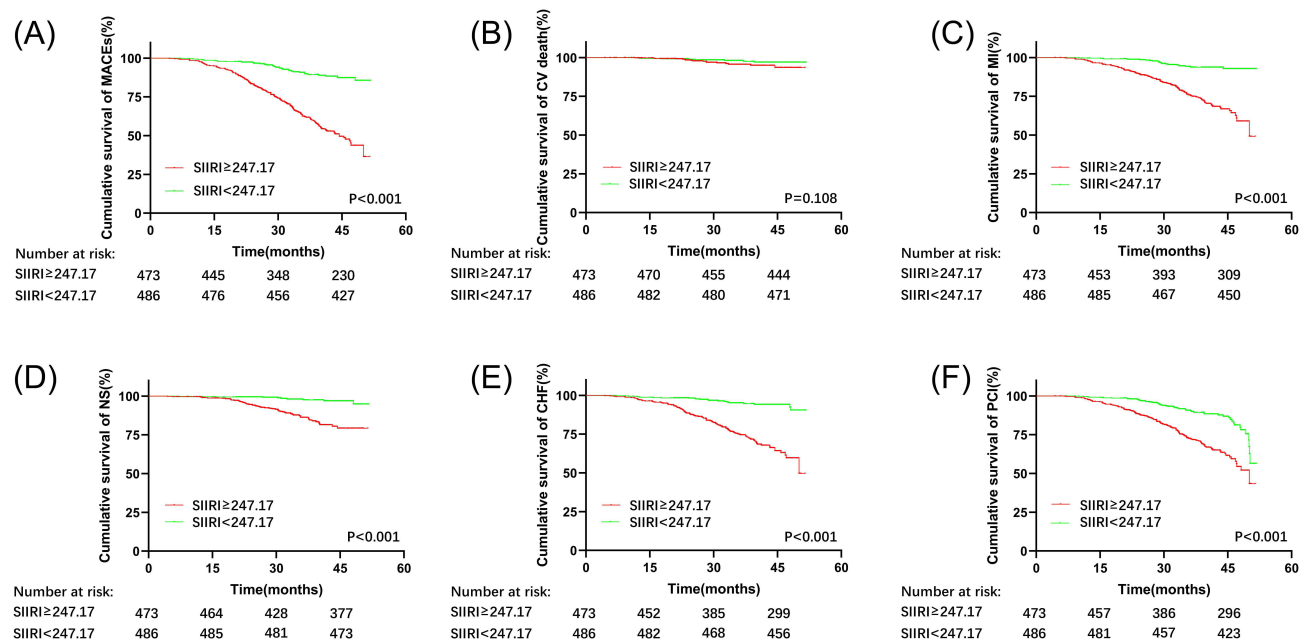 (A)
Cumulative survival of MACEs(%)
100
75
50
25
0
SIIRI≥247.17
SIIRI<247.17
P<0.001
0 15 30 45 60
Time(months)
Number at risk:
SIIRI≥247.17 473 445 348 230
SIIRI<247.17 486 476 456 427
(B)
Cumulative survival of CV death(%)
100
75
50
25
0
SIIRI≥247.17
SIIRI<247.17
P=0.108
0 15 30 45 60
Time(months)
Number at risk:
SIIRI≥247.17 473 470 455 444
SIIRI<247.17 486 482 480 471
(C)
Cumulative survival of MI(%)
100
75
50
25
0
SIIRI≥247.17
SIIRI<247.17
P<0.001
0 15 30 45 60
Time(months)
Number at risk:
SIIRI≥247.17 473 453 393 309
SIIRI<247.17 486 485 467 450
(D)
Cumulative survival of NS(%)
100
75
50
25
0
SIIRI≥247.17
SIIRI<247.17
P<0.001
0 15 30 45 60
Time(months)
Number at risk:
SIIRI≥247.17 473 464 428 377
SIIRI<247.17 486 485 481 473
(E)
Cumulative survival of CHF(%)
100
75
50
25
0
SIIRI≥247.17
SIIRI<247.17
P<0.001
0 15 30 45 60
Time(months)
Number at risk:
SIIRI≥247.17 473 452 385 299
SIIRI<247.17 486 482 468 456
(F)
Cumulative survival of PCI(%)
100
75
50
25
0
SIIRI≥247.17
SIIRI<247.17
P<0.001
0 15 30 45 60
Time(months)
Number at risk:
SIIRI≥247.17 473 457 386 296
SIIRI<247.17 486 481 457 423